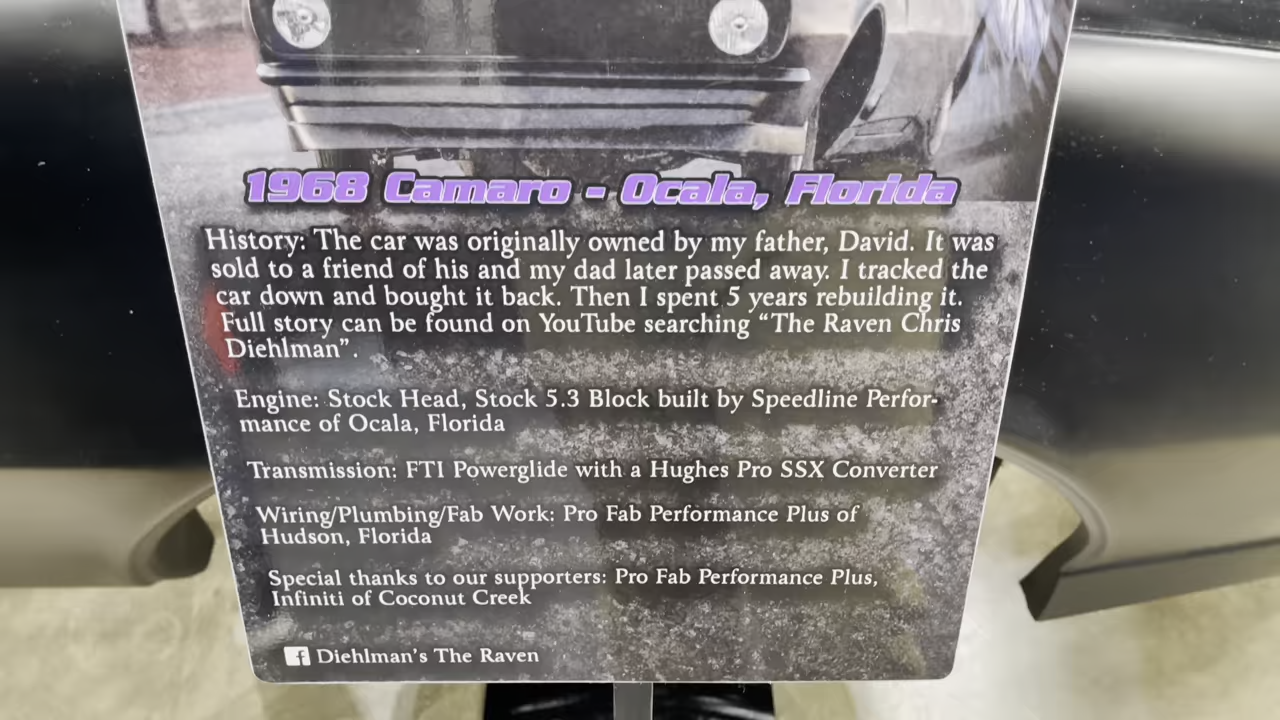 1968 Camaro - Ocala, Florida
History: The car was originally owned by my father, David. It was
sold to a friend of his and my dad later passed away. I tracked the
car down and bought it back. Then I spent 5 years rebuilding it.
Full story can be found on YouTube searching “The Raven Chris
Diehlman”.
Engine: Stock Head, Stock 5.3 Block built by Speedline Perfor-
mance of Ocala, Florida
Transmission: FTI Powerglide with a Hughes Pro SSX Converter
Wiring/Plumbing/Fab Work: Pro Fab Performance Plus of
Hudson, Florida
Special thanks to our supporters: Pro Fab Performance Plus,
Infiniti of Coconut Creek
Diehlman's The Raven